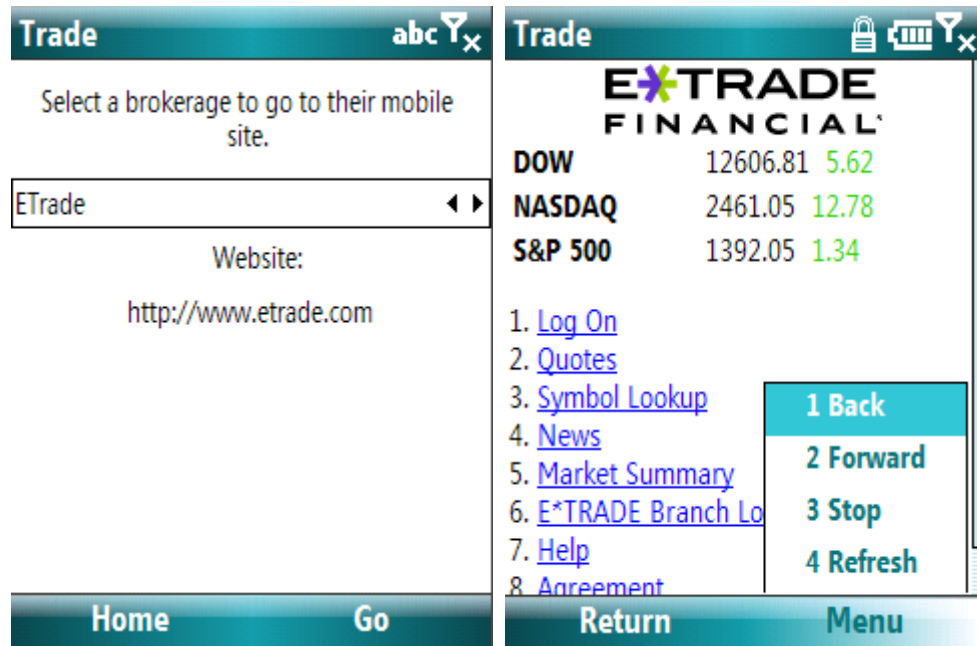 Trade abc
Select a brokerage to go to their mobile
site.
ETrade
Website:
http://www.etrade.com
Home Go
Trade
E*TRADE
FINANCIAL
DOW 12606.81 5.62
NASDAQ 2461.05 12.78
S&P 500 1392.05 1.34
1. Log On
2. Quotes
3. Symbol Lookup
4. News
5. Market Summary
6. E*TRADE Branch Lo
7. Help
8. Agreement
1 Back
2 Forward
3 Stop
4 Refresh
Return Menu